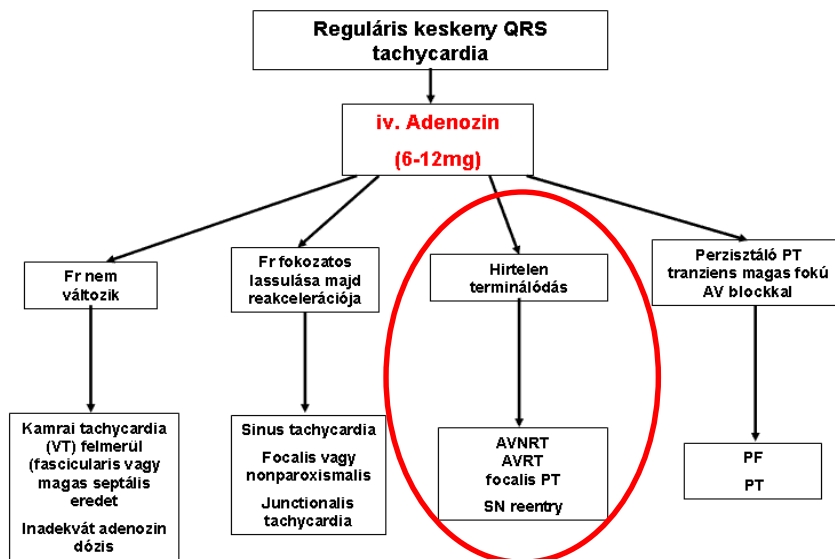 Reguláris keskeny QRS
tachycardia
iv. Adenozin
(6-12mg)
Fr nem
változik
Fr fokozatos
lassulása majd
reakcelerációja
Hirtelen
terminálódás
Perzisztáló PT
tranziens magas fokú
AV blockkal
Kamrai tachycardia
(VT) felmerül
(fascicularis vagy
magas septális
eredet
Inadekvát adenozin
dózis
Sinus tachycardia
Focalis vagy
nonparoxismalis
Junctionalis
tachycardia
AVNRT
AVRT
focalis PT
SN reentry
PF
PT